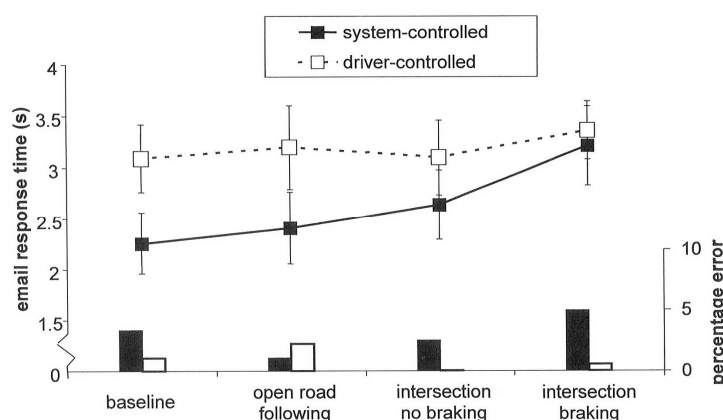 system-controlled
driver-controlled
4
3.5
3
2.5
2
1.5
0
email response time (s)
10
5
0
percentage error
baseline
open road
following
intersection
no braking
intersection
braking